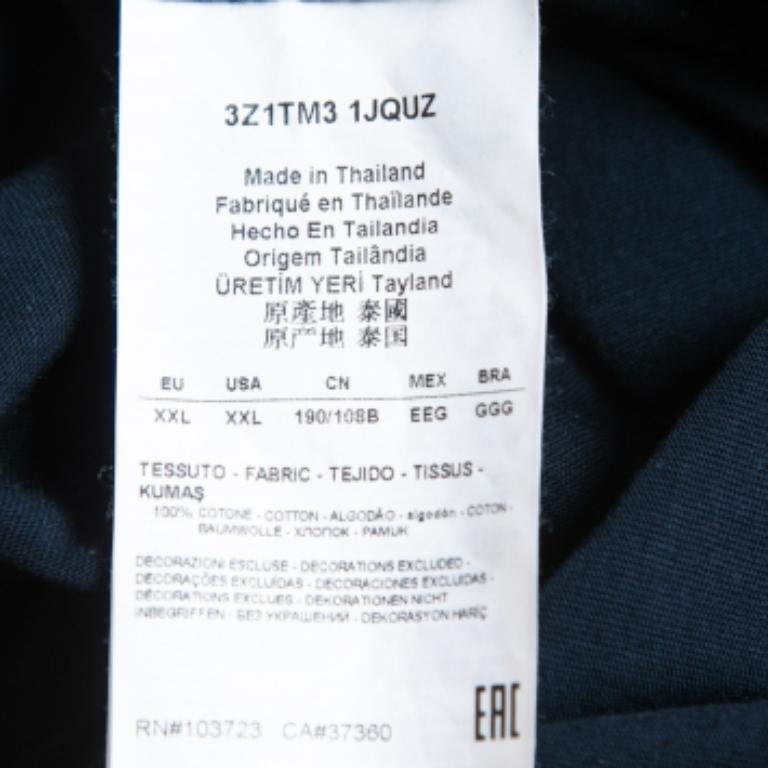 3Z1TM3 1JQUZ
Made in Thailand
Fabriqué en Thaïlande
Hecho En Tailandia
Origem Tailândia
ÜRETİM YERİ Tayland
原產地 泰國
原产地 泰国
EU USA CN MEX BRA
XXL XXL 190/108B EEG GGG
TESSUTO - FABRIC - TEJIDO - TISSUS -
KUMAŞ
100% COTONE - COTTON - ALGODÃO - algodón - COTON -
BAUMWOLLE - ХЛОПОК - PAMUK
DECORAZIONI ESCLUSE - DECORATIONS EXCLUDED -
DECORAÇÕES EXCLUÍDAS - DECORACIONES EXCLUIDAS -
DÉCORATIONS EXCLUES - DEKORATIONEN NICHT
INBEGRIFFEN - БЕЗ УКРАШЕНИЙ - DEKORASYON HARİÇ
RN#103723 CA#37360
EAC